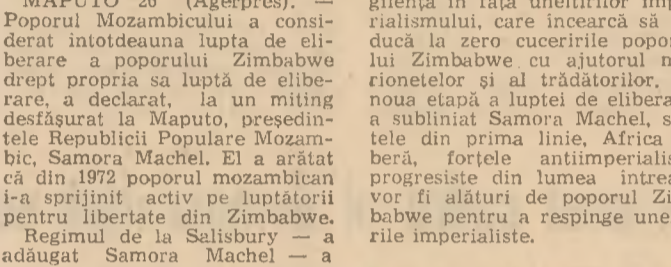 MAPUTO 26 (Agerpres). —
Poporul Mozambicului a consi-
derat întotdeauna lupta de eli-
berare a poporului Zimbabwe
drept propria sa luptă de elibe-
rare, a declarat, la un miting
desfășurat la Maputo, președin-
tele Republicii Populare Mozam-
bic, Samora Machel. El a arătat
că din 1972 poporul mozambican
i-a sprijinit activ pe luptătorii
pentru libertate din Zimbabwe.
Regimul de la Salisbury — a
adăugat Samora Machel — a
în fața uneltirilor
rialismului, care încearcă să
ducă la zero cuceririle popo
lui Zimbabwe cu ajutorul
rionetelor și al trădătorilor.
noua etapă a luptei de elibera
a subliniat Samora Machel, s
tele din prima linie, Africa
beră, forțele antiimperialis
progresiste din lumea întrea
vor fi alături de poporul Zi
babwe pentru a respinge une
rile imperialiste.